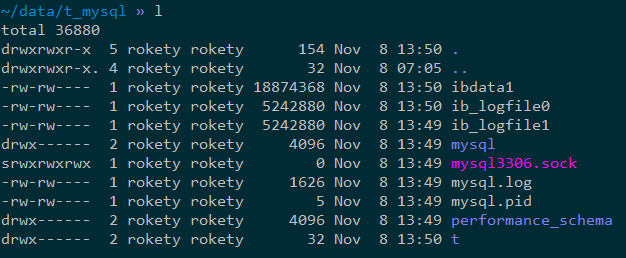 ~/data/t_mysql » l
total 36880
drwxrwxr-x  5 rokety rokety      154 Nov  8 13:50 .
drwxrwxr-x. 4 rokety rokety       32 Nov  8 07:05 ..
-rw-rw----  1 rokety rokety 18874368 Nov  8 13:50 ibdata1
-rw-rw----  1 rokety rokety  5242880 Nov  8 13:50 ib_logfile0
-rw-rw----  1 rokety rokety  5242880 Nov  8 13:49 ib_logfile1
drwx------  2 rokety rokety     4096 Nov  8 13:49 mysql
srwxrwxrwx  1 rokety rokety        0 Nov  8 13:49 mysql3306.sock
-rw-rw----  1 rokety rokety     1626 Nov  8 13:49 mysql.log
-rw-rw----  1 rokety rokety        5 Nov  8 13:49 mysql.pid
drwx------  2 rokety rokety     4096 Nov  8 13:49 performance_schema
drwx------  2 rokety rokety       32 Nov  8 13:50 t